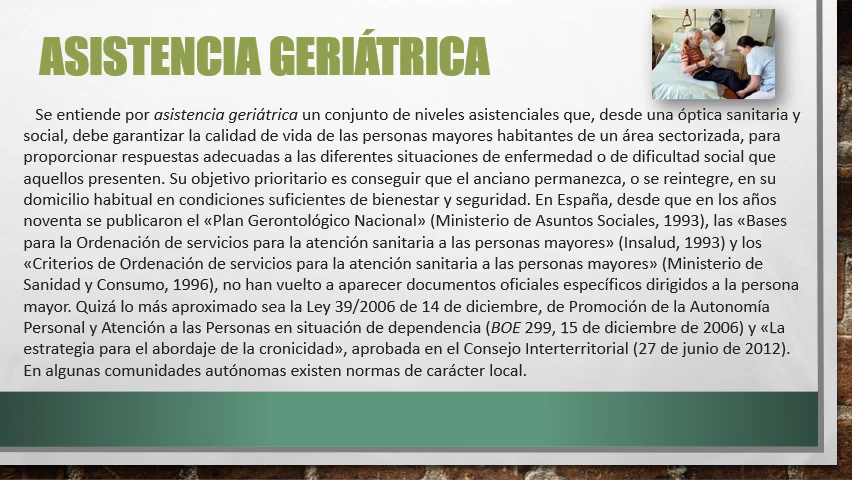 ASISTENCIA GERIÁTRICA
Se entiende por asistencia geriátrica un conjunto de niveles asistenciales que, desde una óptica sanitaria y
social, debe garantizar la calidad de vida de las personas mayores habitantes de un área sectorizada, para
proporcionar respuestas adecuadas a las diferentes situaciones de enfermedad o de dificultad social que
aquellos presenten. Su objetivo prioritario es conseguir que el anciano permanezca, o se reintegre, en su
domicilio habitual en condiciones suficientes de bienestar y seguridad. En España, desde que en los años
noventa se publicaron el «Plan Gerontológico Nacional» (Ministerio de Asuntos Sociales, 1993), las «Bases
para la Ordenación de servicios para la atención sanitaria a las personas mayores» (Insalud, 1993) y los
«Criterios de Ordenación de servicios para la atención sanitaria a las personas mayores» (Ministerio de
Sanidad y Consumo, 1996), no han vuelto a aparecer documentos oficiales específicos dirigidos a la persona
mayor. Quizá lo más aproximado sea la Ley 39/2006 de 14 de diciembre, de Promoción de la Autonomía
Personal y Atención a las Personas en situación de dependencia (BOE 299, 15 de diciembre de 2006) y «La
estrategia para el abordaje de la cronicidad», aprobada en el Consejo Interterritorial (27 de junio de 2012).
En algunas comunidades autónomas existen normas de carácter local.